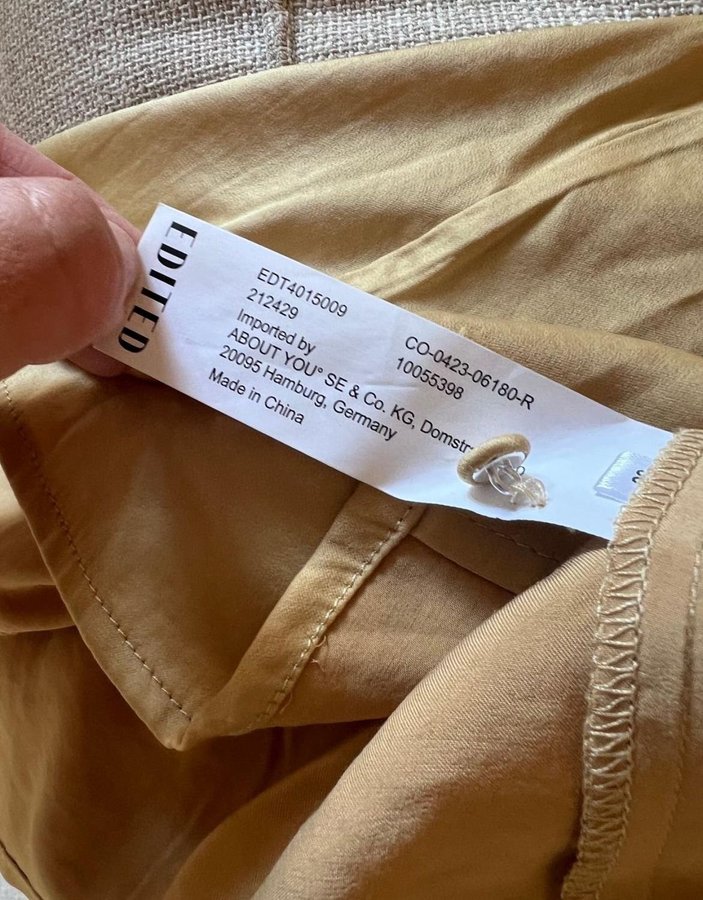 EDITED
EDT4015009
212429
Imported by
ABOUT YOU° SE & Co. KG, Domstr
20095 Hamburg, Germany
Made in China
CO-0423-06180-R
10055398